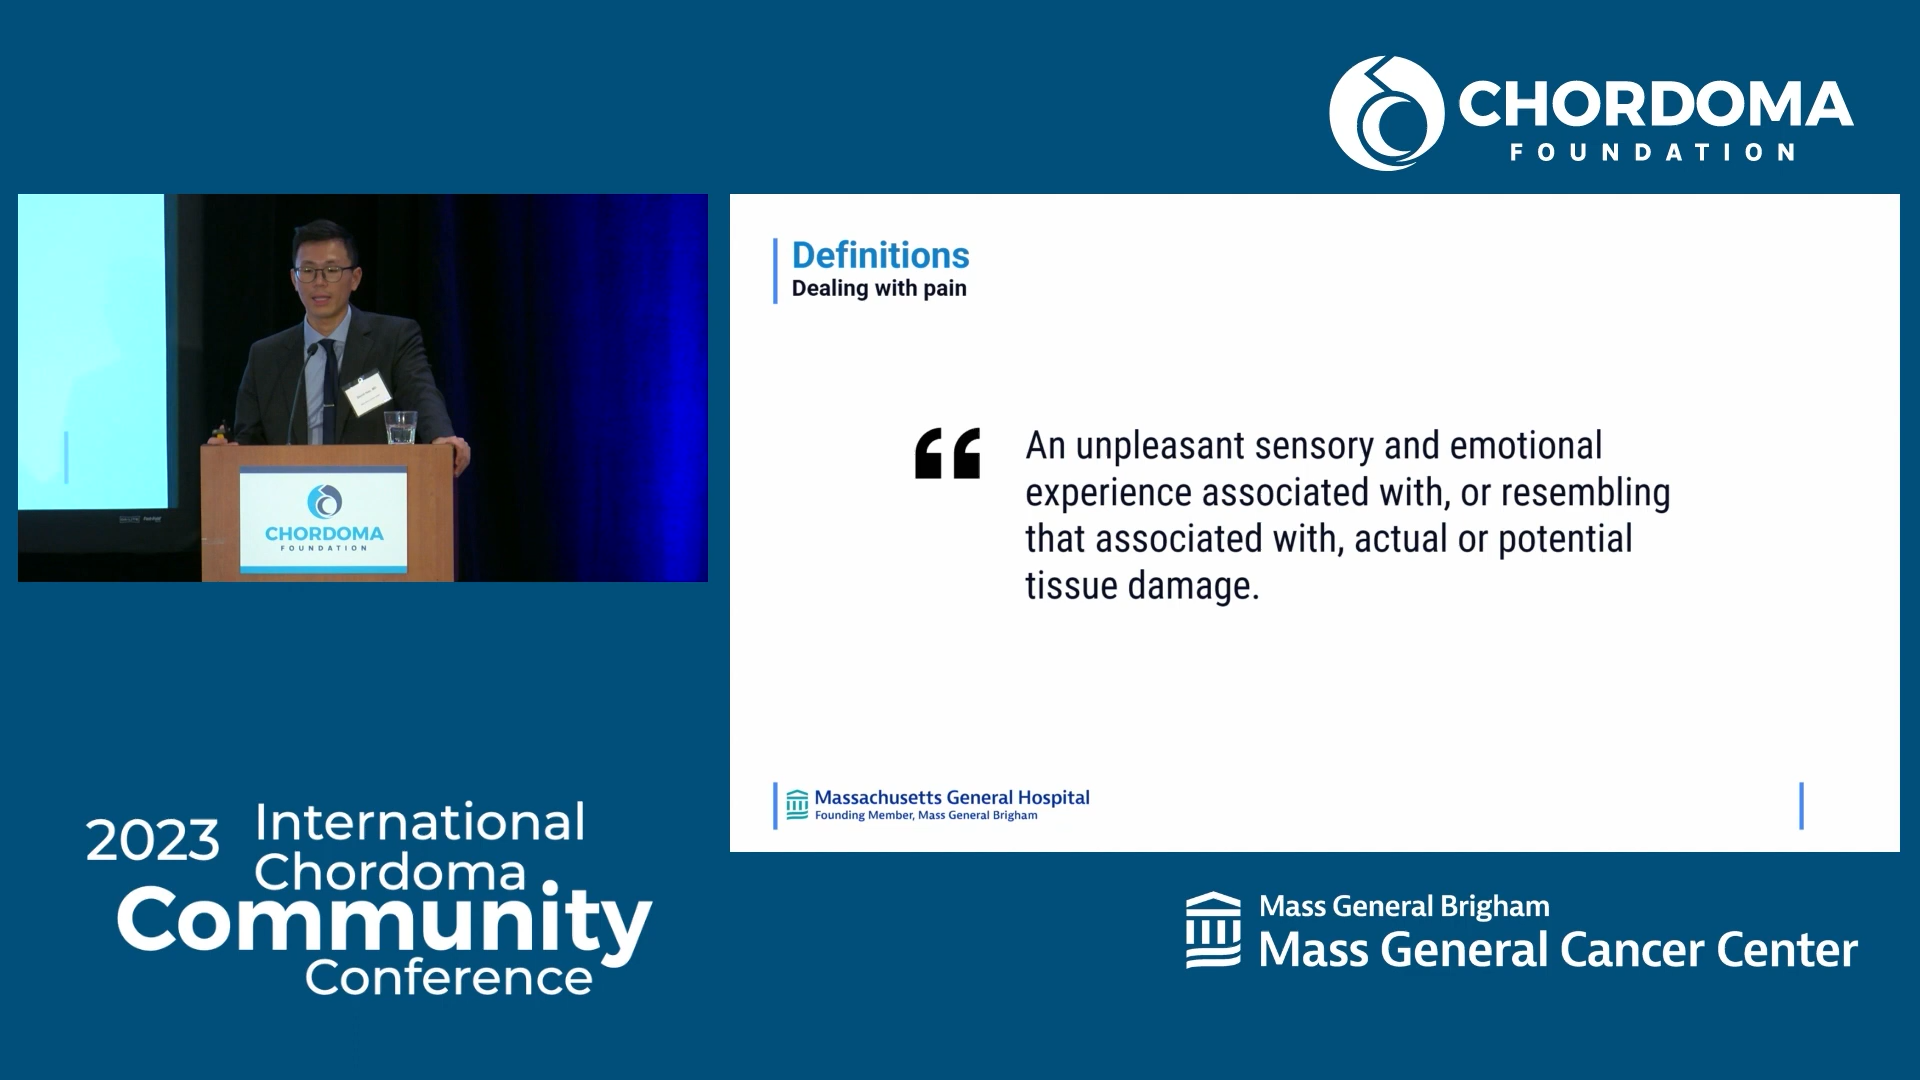 CHORDOMA
FOUNDATION
Definitions
Dealing with pain
“ An unpleasant sensory and emotional
experience associated with, or resembling
that associated with, actual or potential
tissue damage.
Massachusetts General Hospital
Founding Member, Mass General Brigham
CHORDOMA
FOUNDATION
2023 International
Chordoma
Community
Conference
Mass General Brigham
Mass General Cancer Center